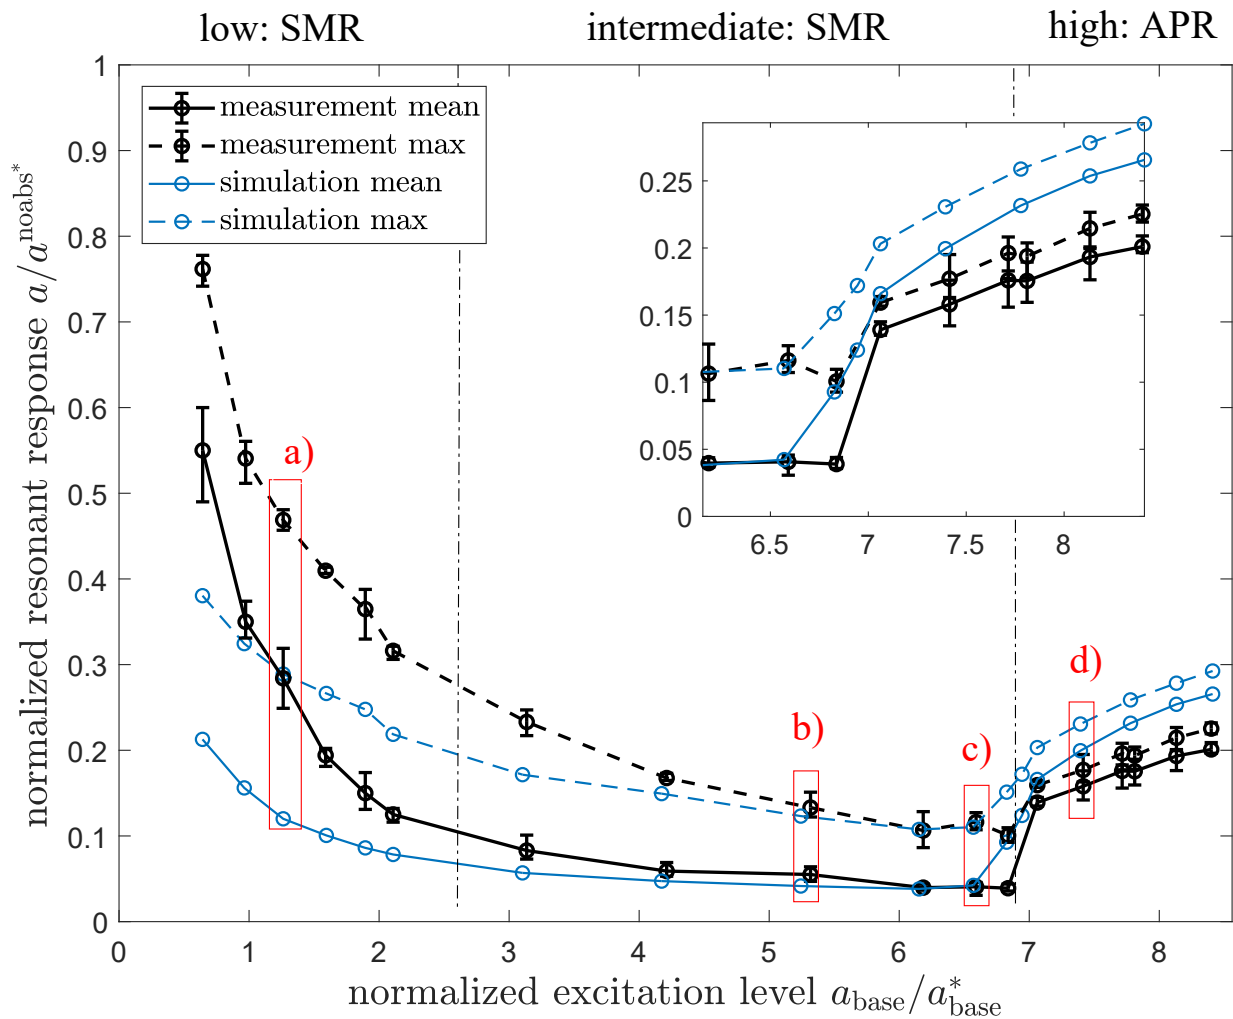 low: SMR
intermediate: SMR
high: APR
measurement mean
measurement max
simulation mean
simulation max
a)
b)
c)
d)
1
0.9
0.8
0.7
0.6
0.5
0.4
0.3
0.2
0.1
0
0 1 2 3 4 5 6 7 8
0.25
0.2
0.15
0.1
0.05
0
6.5 7 7.5 8
normalized resonant response a/a^noabs*
normalized excitation level a_base/a*_base